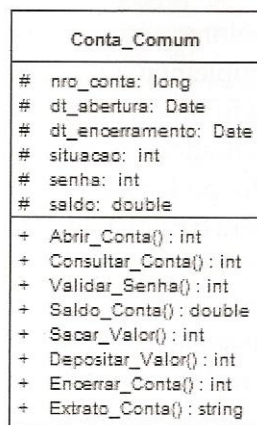 Conta_Comum
# nro_conta: long
# dt_abertura: Date
# dt_encerramento: Date
# situacao: int
# senha: int
# saldo: double
+ Abrir_Conta() : int
+ Consultar_Conta() : int
+ Validar_Senha() : int
+ Saldo_Conta() : double
+ Sacar_Valor() : int
+ Depositar_Valor() : int
+ Encerrar_Conta() : int
+ Extrato_Conta() : string